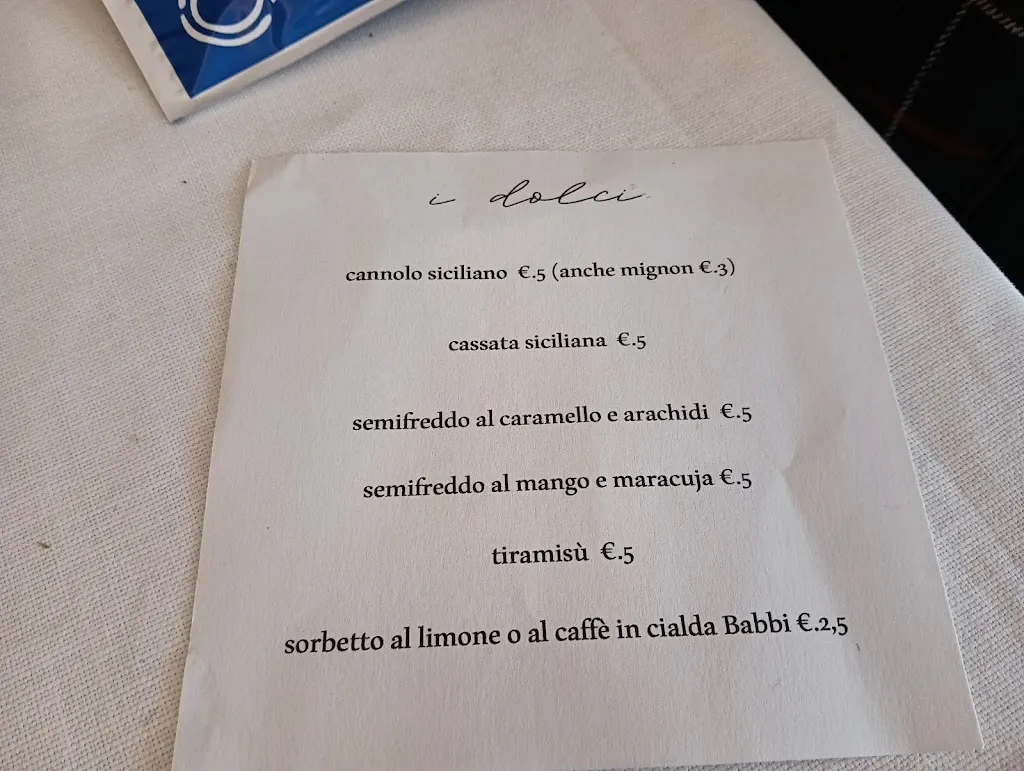 i dolci
cannolo siciliano €.5 (anche mignon €.3)
cassata siciliana €.5
semifreddo al caramello e arachidi €.5
semifreddo al mango e maracuja €.5
tiramisù €.5
sorbetto al limone o al caffè in cialda Babbi €.2,5